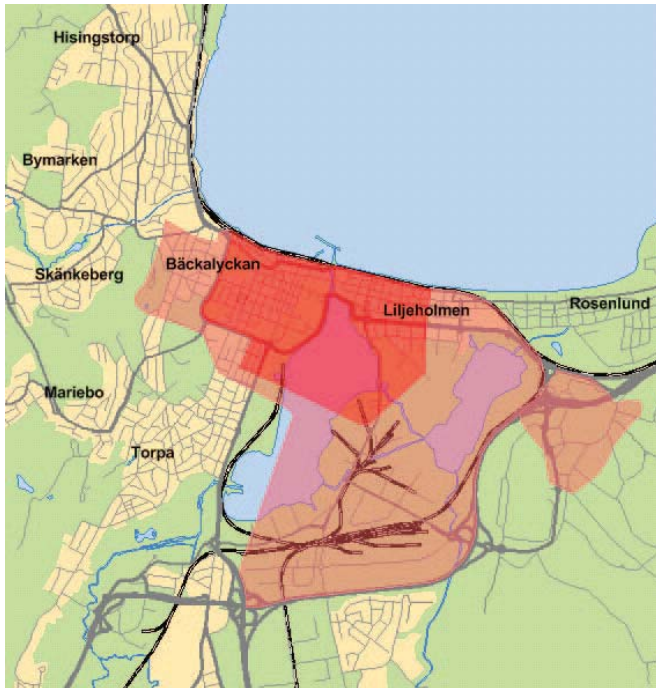 Hisingstorp
Bymarken
Skänkeberg
Bäckalyckan
Liljeholmen
Rosenlund
Mariebo
Torpa